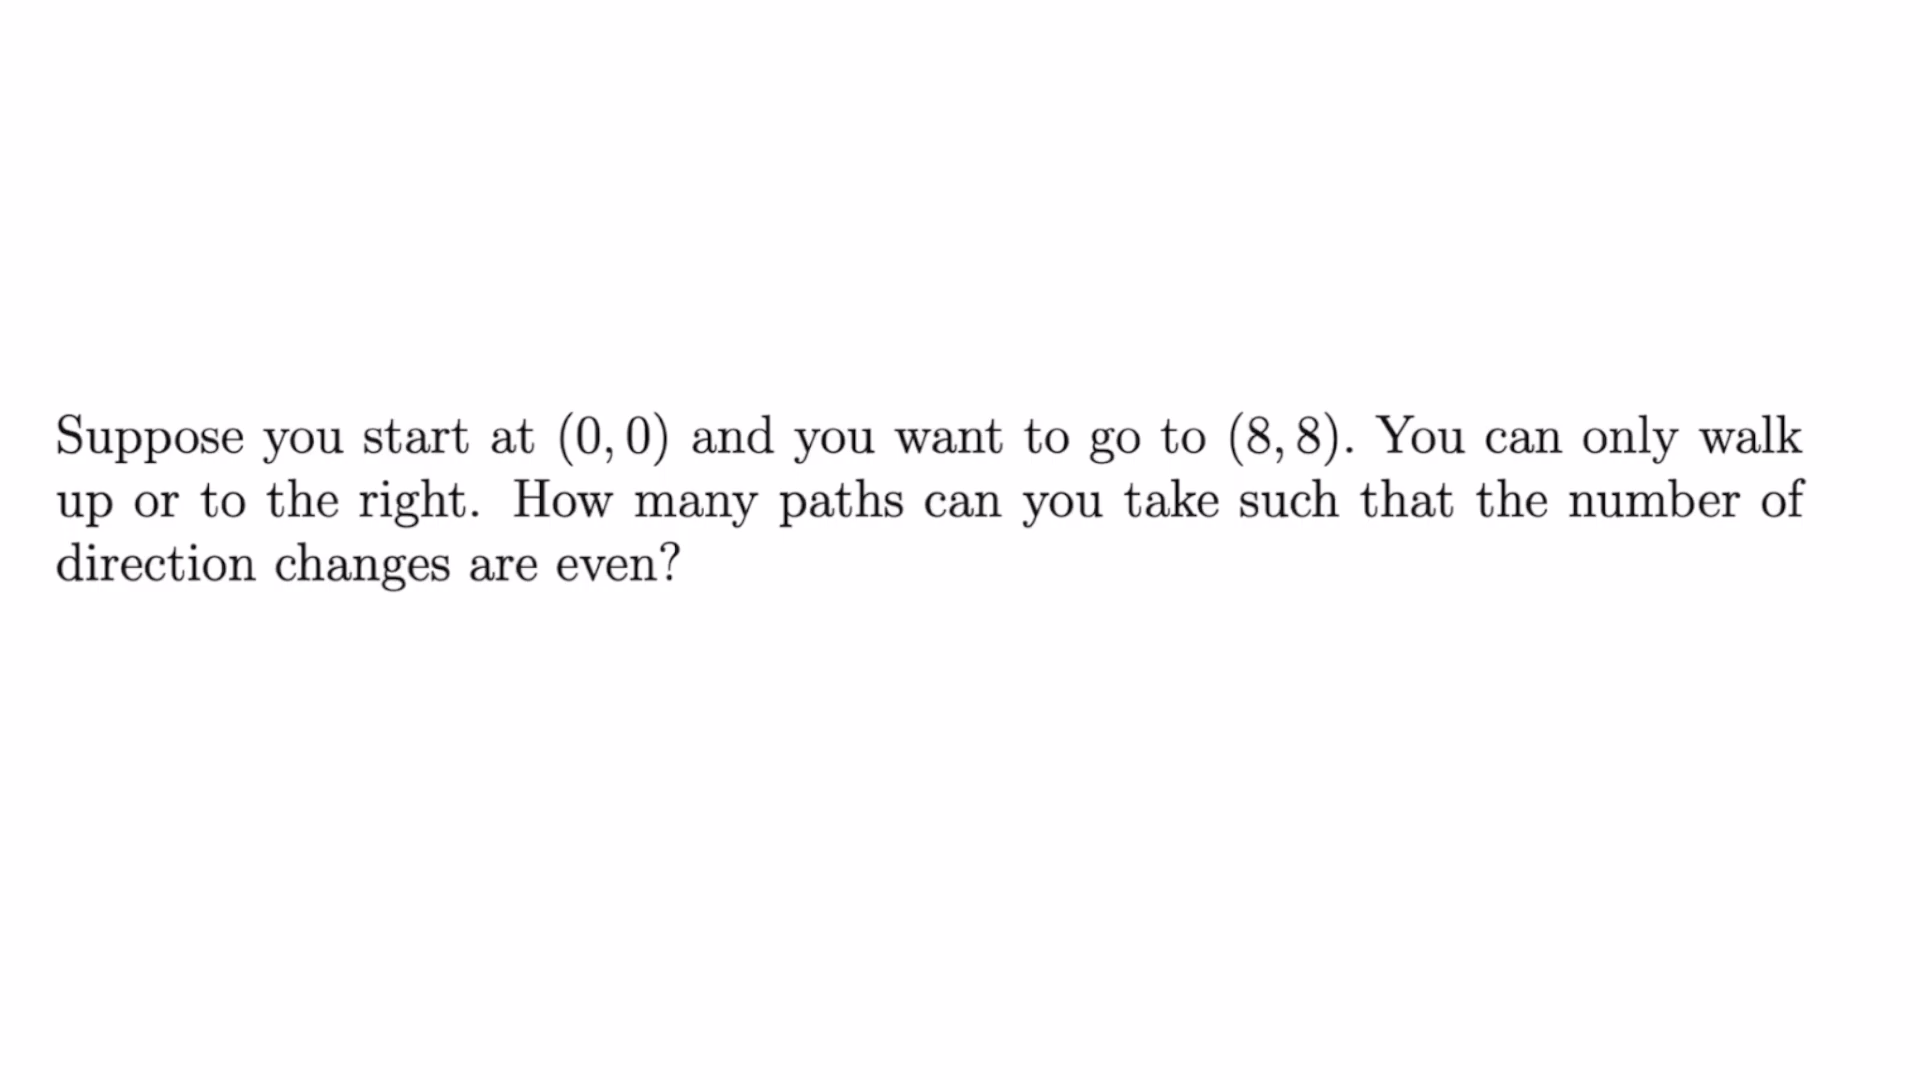 Suppose you start at (0, 0) and you want to go to (8, 8). You can only walk
up or to the right. How many paths can you take such that the number of
direction changes are even?